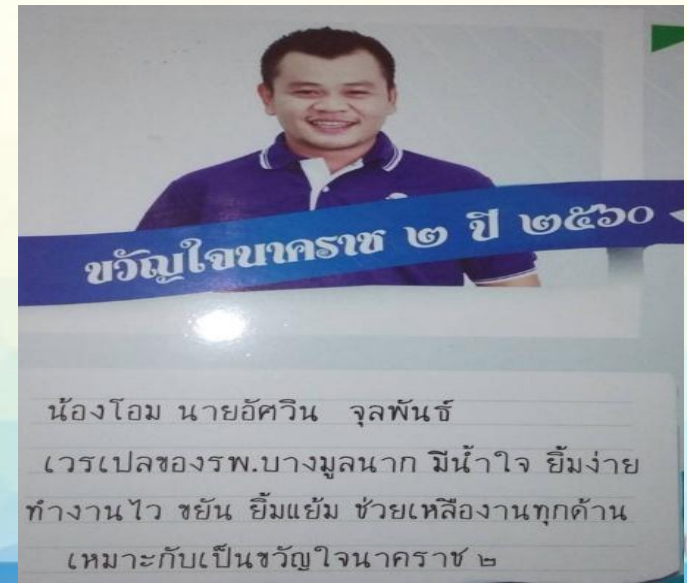 ขวัญใจนาคราช ๒ ปี ๒๕๖๐
น้องโอม นายอัศวิน จุลพันธ์
เวรเปลของรพ.บางมูลนาก มีน้ำใจ ยิ้มง่าย
ทำงานไว ขยัน ยิ้มแย้ม ช่วยเหลืองานทุกด้าน
เหมาะกับเป็นขวัญใจนาคราช ๒